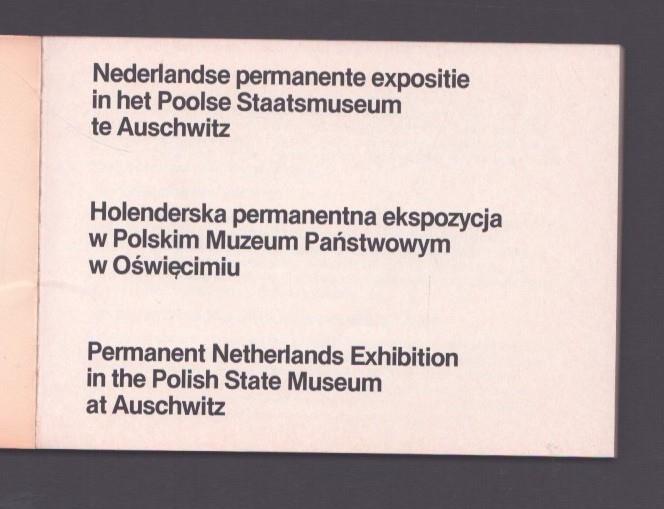 Nederlandse permanente expositie
in het Poolse Staatsmuseum
te Auschwitz
Holenderska permanentna ekspozycja
w Polskim Muzeum Państwowym
w Oświęcimiu
Permanent Netherlands Exhibition
in the Polish State Museum
at Auschwitz